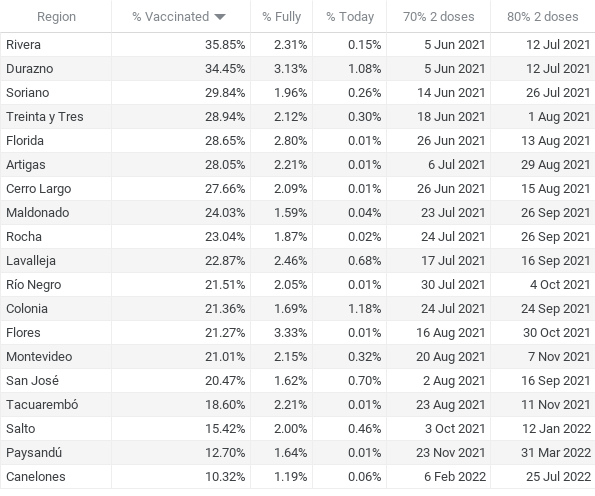 Region % Vaccinated % Fully % Today 70% 2 doses 80% 2 doses
Rivera 35.85% 2.31% 0.15% 5 Jun 2021 12 Jul 2021
Durazno 34.45% 3.13% 1.08% 5 Jun 2021 12 Jul 2021
Soriano 29.84% 1.96% 0.26% 14 Jun 2021 26 Jul 2021
Treinta y Tres 28.94% 2.12% 0.30% 18 Jun 2021 1 Aug 2021
Florida 28.65% 2.80% 0.01% 26 Jun 2021 13 Aug 2021
Artigas 28.05% 2.21% 0.01% 6 Jul 2021 29 Aug 2021
Cerro Largo 27.66% 2.09% 0.01% 26 Jun 2021 15 Aug 2021
Maldonado 24.03% 1.59% 0.04% 23 Jul 2021 26 Sep 2021
Rocha 23.04% 1.87% 0.02% 24 Jul 2021 26 Sep 2021
Lavalleja 22.87% 2.46% 0.68% 17 Jul 2021 16 Sep 2021
Río Negro 21.51% 2.05% 0.01% 30 Jul 2021 4 Oct 2021
Colonia 21.36% 1.69% 1.18% 24 Jul 2021 24 Sep 2021
Flores 21.27% 3.33% 0.01% 16 Aug 2021 30 Oct 2021
Montevideo 21.01% 2.15% 0.32% 20 Aug 2021 7 Nov 2021
San José 20.47% 1.62% 0.70% 2 Aug 2021 16 Sep 2021
Tacuarembó 18.60% 2.21% 0.01% 23 Aug 2021 11 Nov 2021
Salto 15.42% 2.00% 0.46% 3 Oct 2021 12 Jan 2022
Paysandú 12.70% 1.64% 0.01% 23 Nov 2021 31 Mar 2022
Canelones 10.32% 1.19% 0.06% 6 Feb 2022 25 Jul 2022